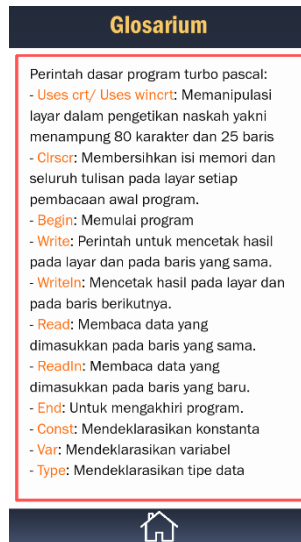 Glosarium
Perintah dasar program turbo pascal:
- Uses crt/ Uses wincrt: Memanipulasi
layar dalam pengetikan naskah yakni
menampung 80 karakter dan 25 baris
- Clrscr: Membersihkan isi memori dan
seluruh tulisan pada layar setiap
pembacaan awal program.
- Begin: Memulai program
- Write: Perintah untuk mencetak hasil
pada layar dan pada baris yang sama.
- Writeln: Mencetak hasil pada layar dan
pada baris berikutnya.
- Read: Membaca data yang
dimasukkan pada baris yang sama.
- Readln: Membaca data yang
dimasukkan pada baris yang baru.
- End: Untuk mengakhiri program.
- Const: Mendeklarasikan konstanta
- Var: Mendeklarasikan variabel
- Type: Mendeklarasikan tipe data